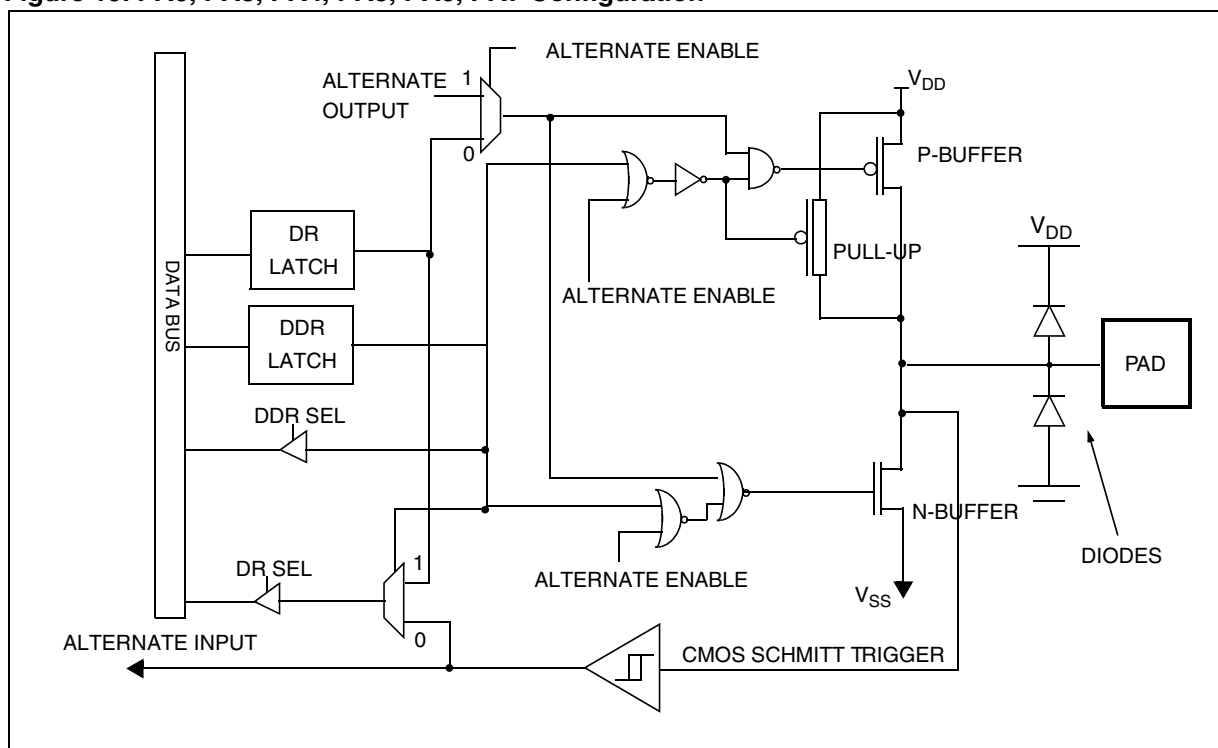 ALTERNATE ENABLE
1
ALTERNATE
OUTPUT
0
VDD
P-BUFFER
DR
LATCH
PULL-UP
VDD
ALTERNATE ENABLE
DATA BUS
DDR
LATCH
PAD
DDR SEL
N-BUFFER
DIODES
1
DR SEL
ALTERNATE ENABLE
VSS
0
ALTERNATE INPUT
CMOS SCHMITT TRIGGER